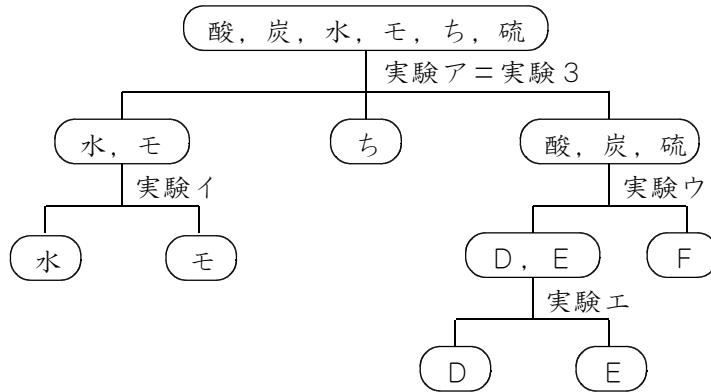 酸，炭，水，モ，ち，硫
実験ア＝実験３
水，モ
ち
酸，炭，硫
実験イ
実験ウ
水
モ
Ｄ，Ｅ
Ｆ
実験エ
Ｄ
Ｅ